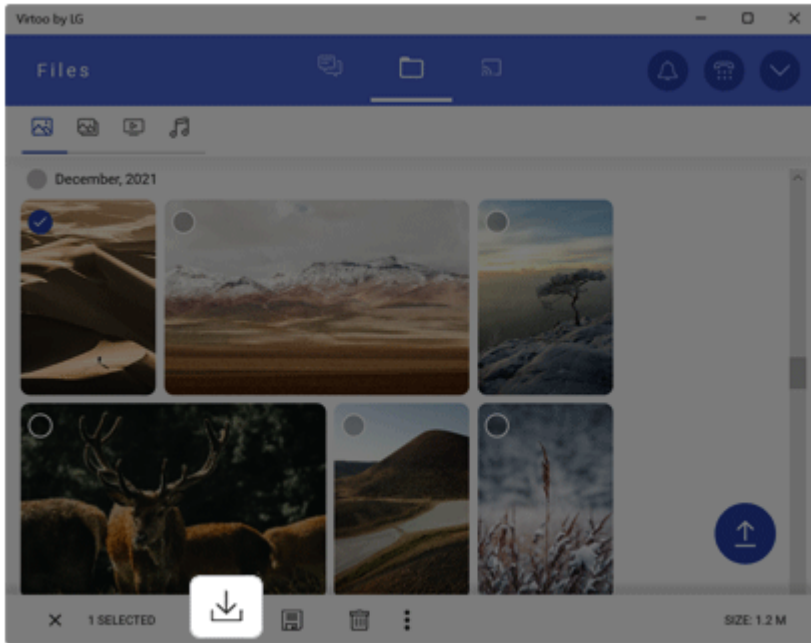 Virtoo by LG
Files
December, 2021
1 SELECTED
SIZE: 1.2 M